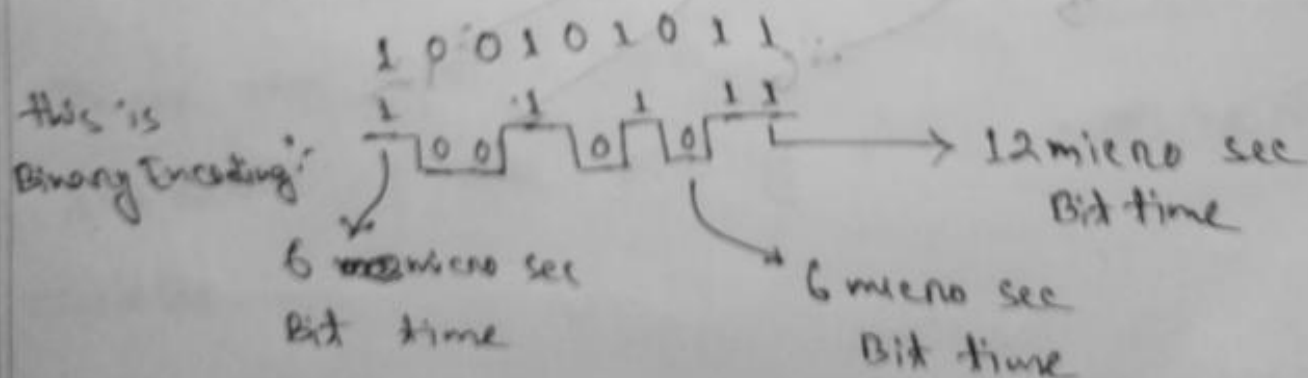 1 0 0 1 0 1 0 1 1
1 0 0 1 0 1 0 1 1
this is
Binary Encoding:-
12 micro sec
Bit time
6 micro sec
Bit time
6 micro sec
Bit time